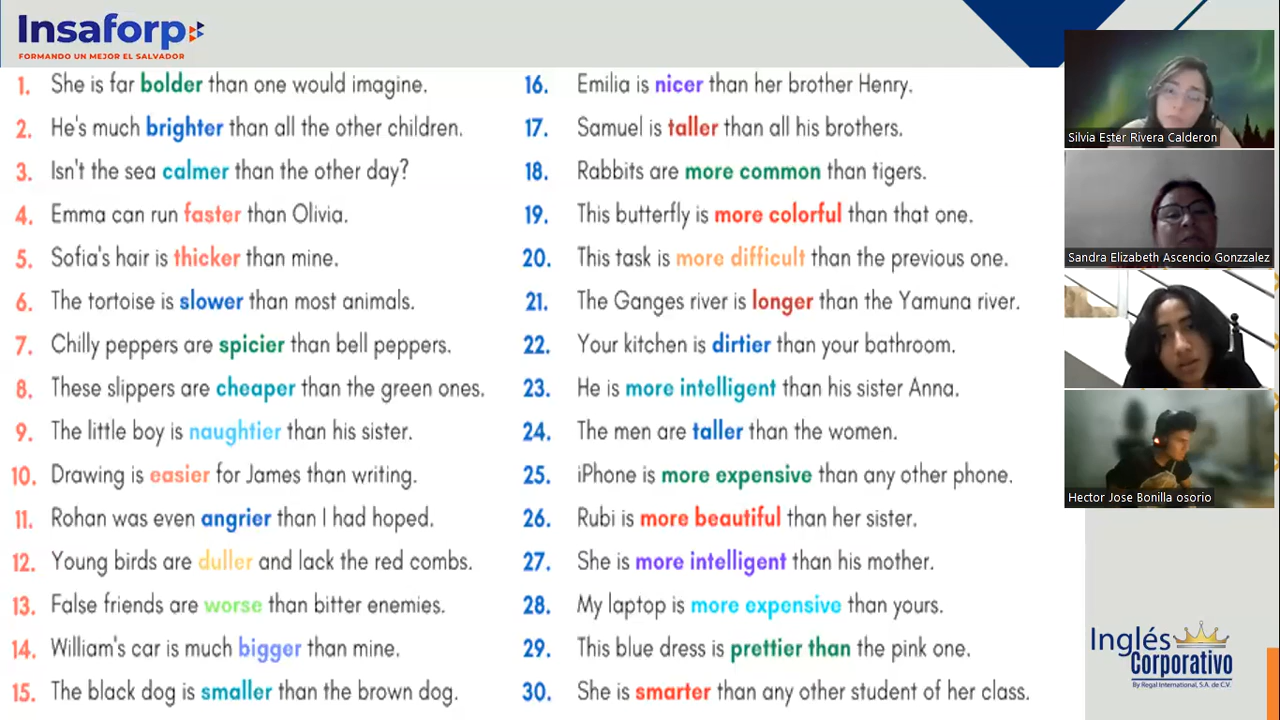 Insaforp
FORMANDO UN MEJOR EL SALVADOR
1. She is far bolder than one would imagine.
2. He's much brighter than all the other children.
3. Isn't the sea calmer than the other day?
4. Emma can run faster than Olivia.
5. Sofia's hair is thicker than mine.
6. The tortoise is slower than most animals.
7. Chilly peppers are spicier than bell peppers.
8. These slippers are cheaper than the green ones.
9. The little boy is naughtier than his sister.
10. Drawing is easier for James than writing.
11. Rohan was even angrier than I had hoped.
12. Young birds are duller and lack the red combs.
13. False friends are worse than bitter enemies.
14. William's car is much bigger than mine.
15. The black dog is smaller than the brown dog.
16. Emilia is nicer than her brother Henry.
17. Samuel is taller than all his brothers.
18. Rabbits are more common than tigers.
19. This butterfly is more colorful than that one.
20. This task is more difficult than the previous one.
21. The Ganges river is longer than the Yamuna river.
22. Your kitchen is dirtier than your bathroom.
23. He is more intelligent than his sister Anna.
24. The men are taller than the women.
25. iPhone is more expensive than any other phone.
26. Rubi is more beautiful than her sister.
27. She is more intelligent than his mother.
28. My laptop is more expensive than yours.
29. This blue dress is prettier than the pink one.
30. She is smarter than any other student of her class.
Silvia Ester Rivera Calderon
Sandra Elizabeth Ascencio Gonzzalez
Hector Jose Bonilla osorio
Inglés
Corporativo
By Regal International, S.A. de C.V.